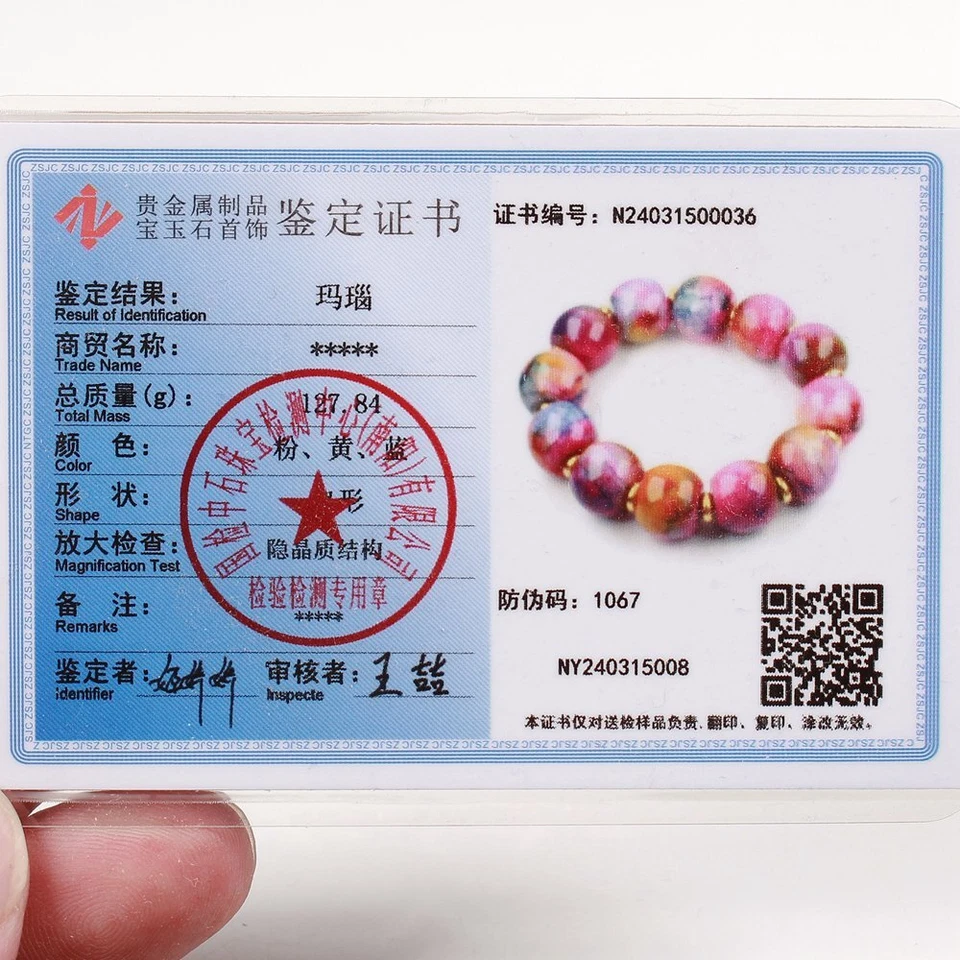 贵金属制品
宝玉石首饰 鉴定证书
证书编号：N24031500036
鉴定结果： 玛瑙
Result of Identification
商贸名称： *****
Trade Name
总质量(g)： 127.84
Total Mass
颜 色： 粉、黄、蓝
Color
形 状：
Shape
放大检查： 隐晶质结构
Magnification Test
备 注： *****
Remarks
检验检测专用章
鉴定者： 审核者：王喆
Identifier Inspecte
防伪码：1067
NY240315008
本证书仅对送检样品负责.翻印、复印、涂改无效。